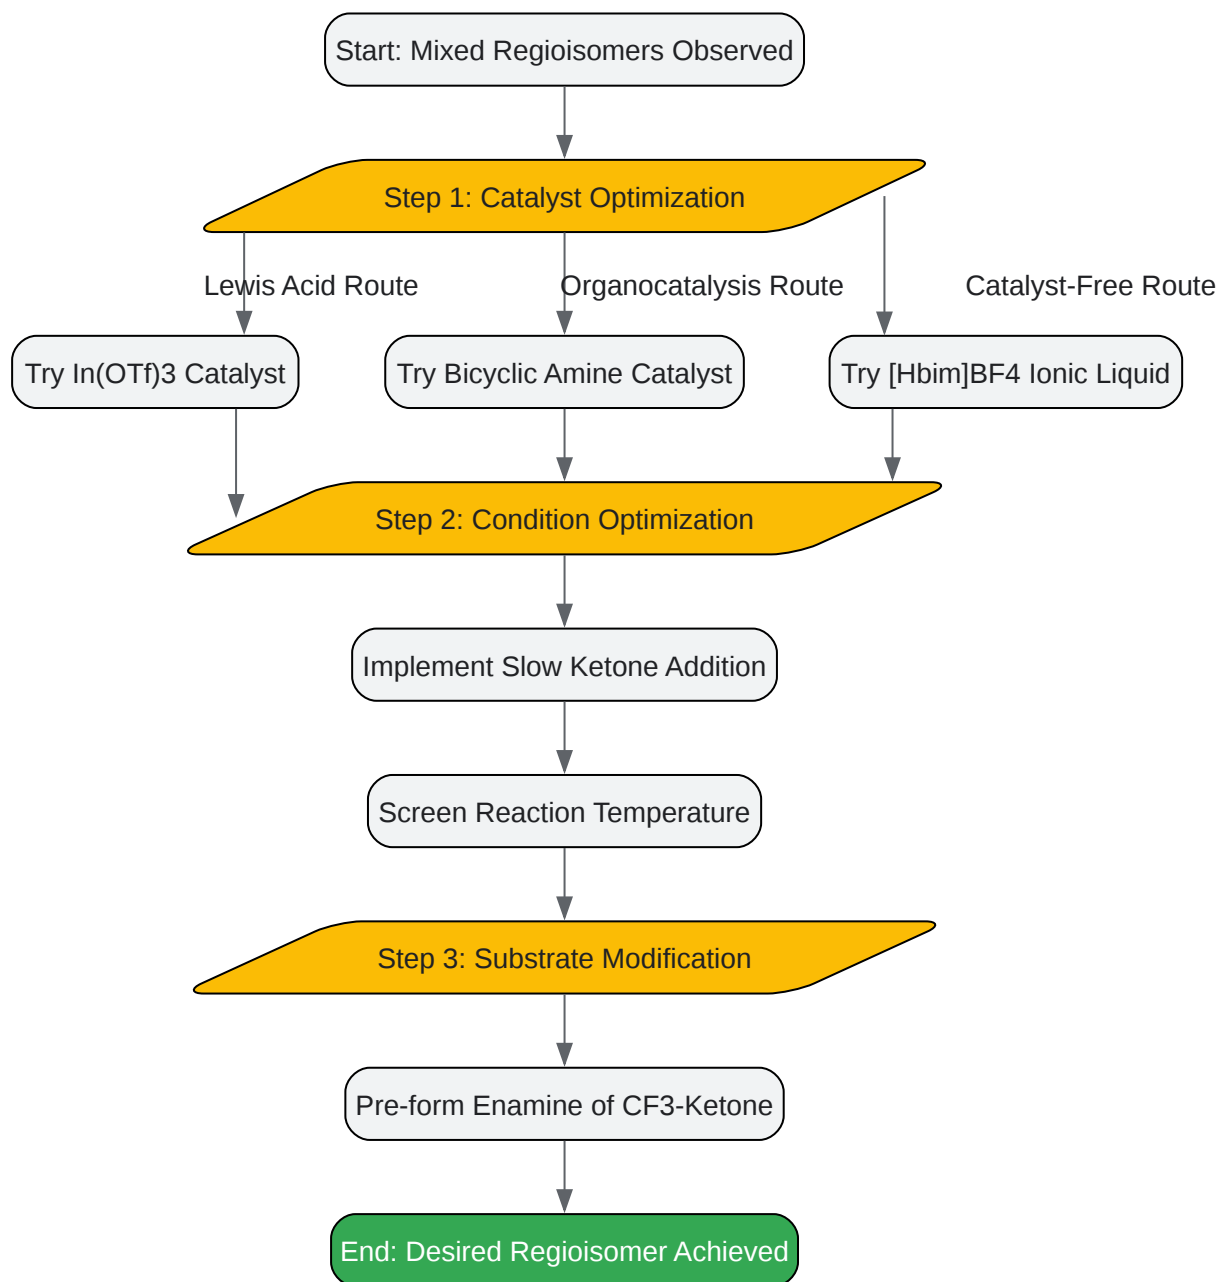 Start: Mixed Regioisomers Observed
Step 1: Catalyst Optimization
Lewis Acid Route
Organocatalysis Route
Catalyst-Free Route
Try In(OTf)3 Catalyst
Try Bicyclic Amine Catalyst
Try [Hbim]BF4 Ionic Liquid
Step 2: Condition Optimization
Implement Slow Ketone Addition
Screen Reaction Temperature
Step 3: Substrate Modification
Pre-form Enamine of CF3-Ketone
End: Desired Regioisomer Achieved